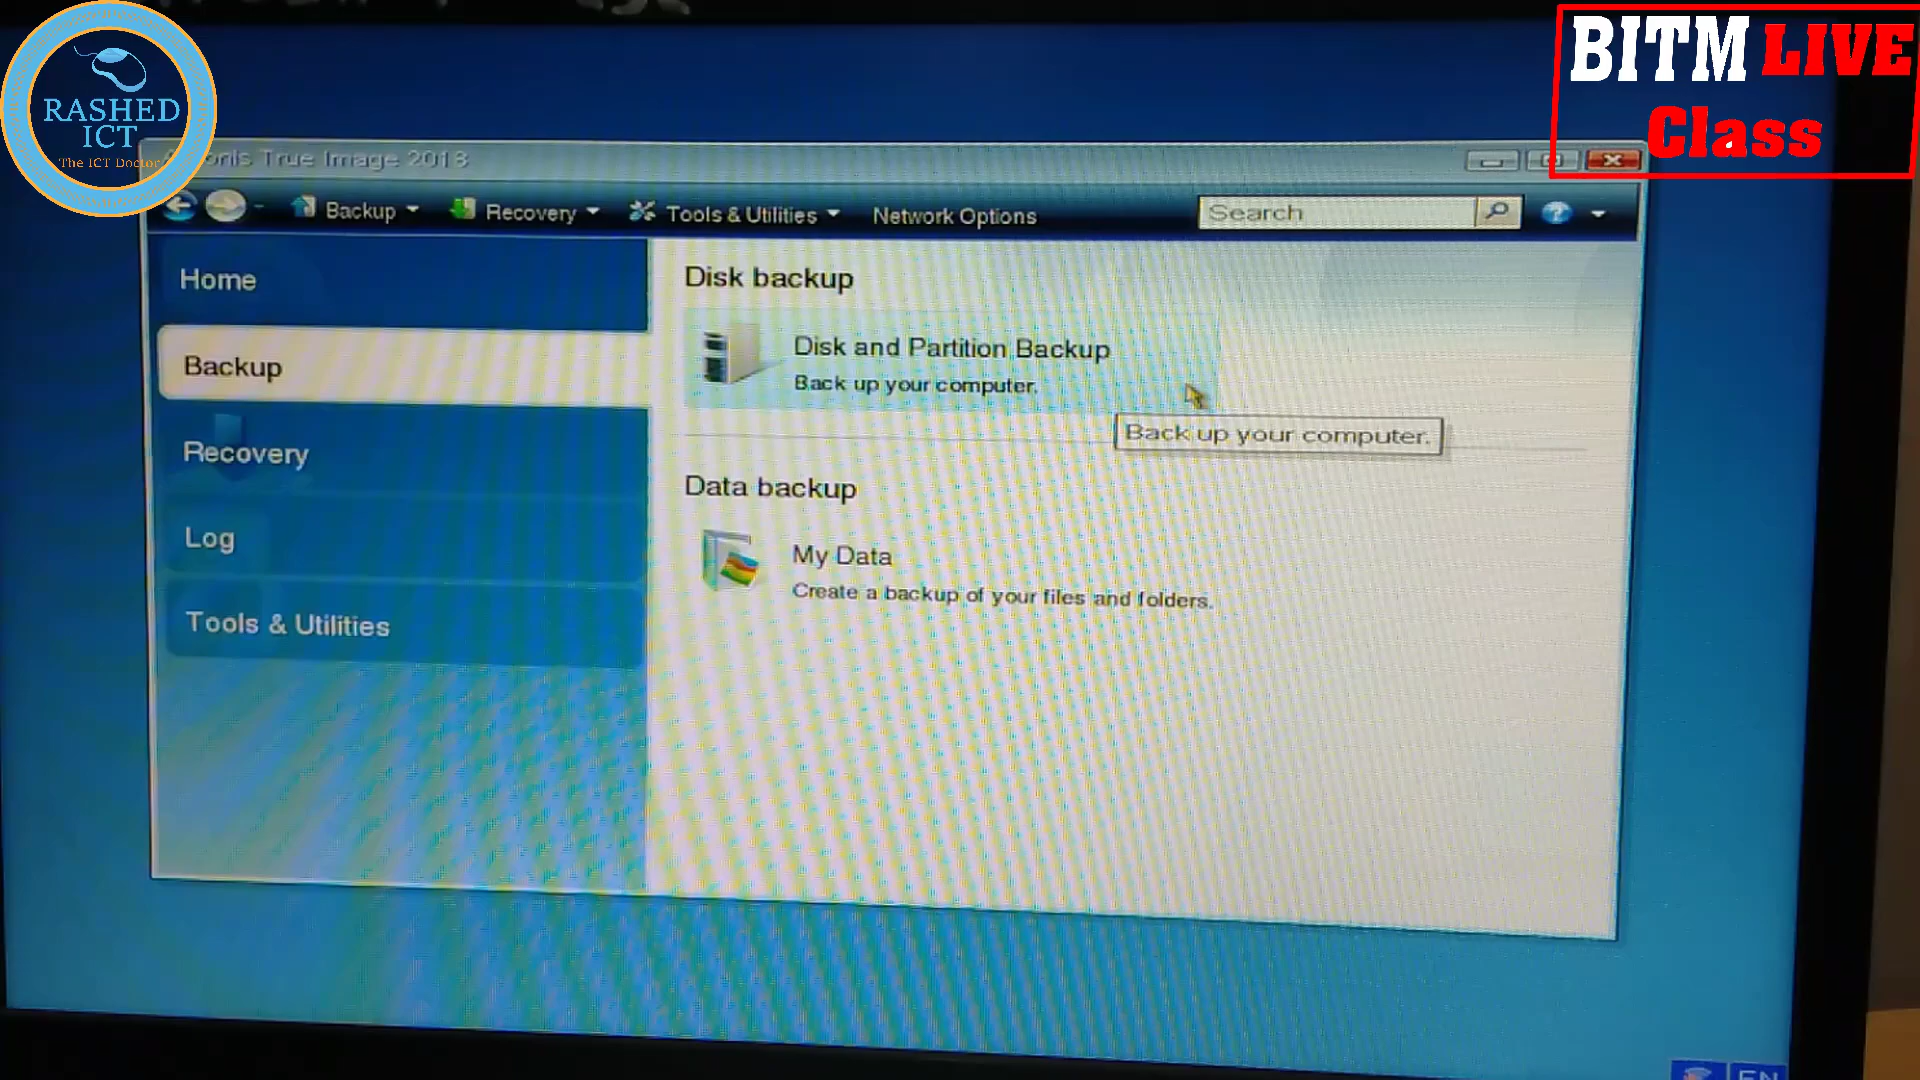 RASHED
ICT
The ICT Doctor
BITM LIVE
Class
True Image 2013
Backup
Recovery
Tools & Utilities
Network Options
Search
Home
Backup
Recovery
Log
Tools & Utilities
Disk backup
Disk and Partition Backup
Back up your computer.
Back up your computer.
Data backup
My Data
Create a backup of your files and folders.
EN